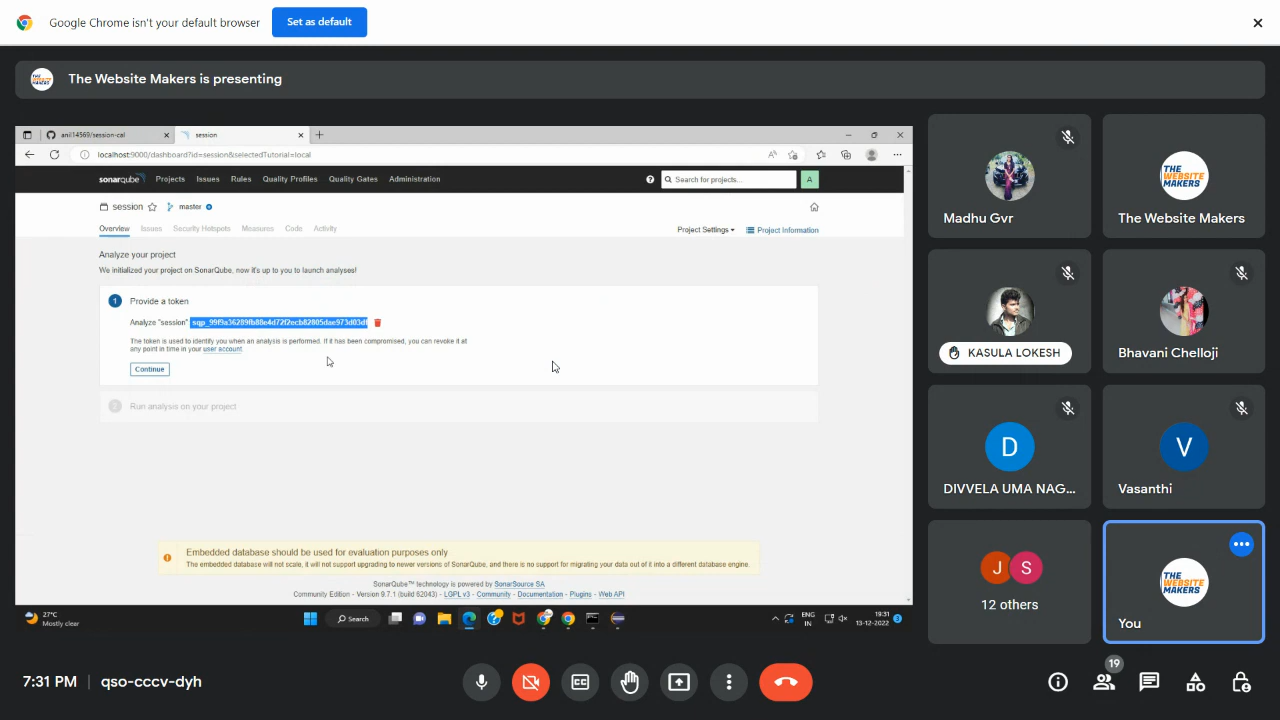 Google Chrome isn't your default browser
Set as default
THE WEBSITE MAKERS
The Website Makers is presenting
anil14569/session-cal
session
localhost:9000/dashboard?id=session&selectedTutorial=local
sonarqube
Projects Issues Rules Quality Profiles Quality Gates Administration
? Search for projects... A
session master
Overview Issues Security Hotspots Measures Code Activity
Project Settings Project Information
Analyze your project
We initialized your project on SonarQube, now it's up to you to launch analyses!
1 Provide a token
Analyze "session"
The token is used to identify you when an analysis is performed. If it has been compromised, you can revoke it at
any point in time in your user account.
Continue
2 Run analysis on your project
Embedded database should be used for evaluation purposes only
The embedded database will not scale, it will not support upgrading to newer versions of SonarQube, and there is no support for migrating your data out of it into a different database engine.
SonarQube™ technology is powered by SonarSource SA
Community Edition - Version 9.7.1 (build 62043) - LGPL v3 - Community - Documentation - Plugins - Web API
27°C
Mostly clear
Search
ENG
IN
19:31
13-12-2022
3
Madhu Gvr
THE WEBSITE MAKERS
The Website Makers
KASULA LOKESH
Bhavani Chelloji
D
DIVVELA UMA NAG...
V
Vasanthi
J S
12 others
THE WEBSITE MAKERS
You
7:31 PM | qso-cccv-dyh
19